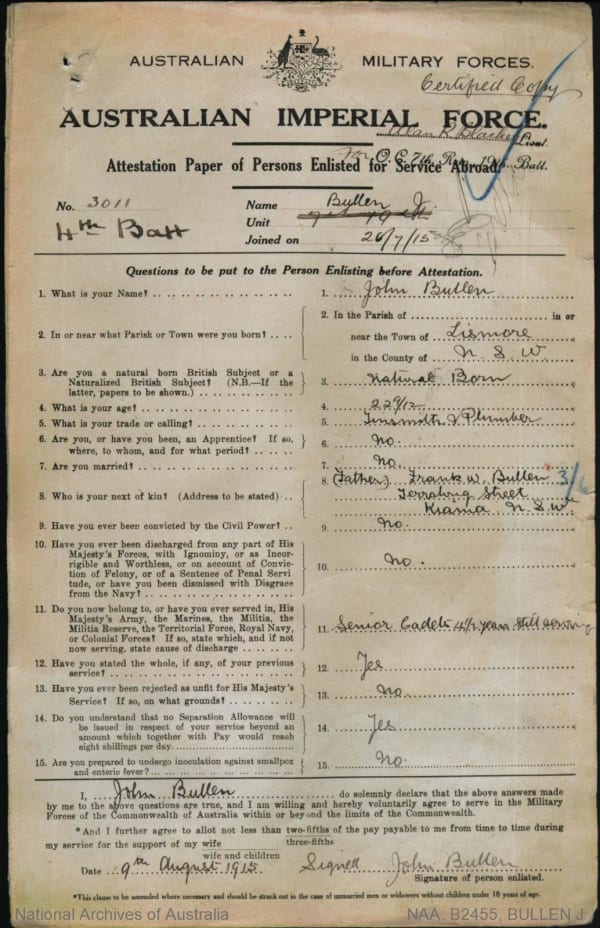 AUSTRALIAN MILITARY FORCES.
Certified Copy
AUSTRALIAN IMPERIAL FORCE.
Lieut.
Attestation Paper of Persons Enlisted for Service Abroad.
for O.C. 7th Batt.
No. 3011
Name Bullen J.
4th Batt
Unit
Joined on 26/7/15
Questions to be put to the Person Enlisting before Attestation.
1. What is your Name? 1. John Bullen
2. In or near what Parish or Town were you born? 2. In the Parish of in or
near the Town of Lismore
in the County of N.S.W.
3. Are you a natural born British Subject or a
Naturalized British Subject? (N.B.—If the
latter, papers to be shown.) 3. Natural Born
4. What is your age? 4. 22 9/12
5. What is your trade or calling? 5. Tinsmith & Plumber
6. Are you, or have you been, an Apprentice? If so,
where, to whom, and for what period? 6. No.
7. Are you married? 7. No.
8. Who is your next of kin? (Address to be stated) 8. (Father) Frank W. Bullen
Terralong Street
Kiama N.S.W.
9. Have you ever been convicted by the Civil Power? 9. No.
10. Have you ever been discharged from any part of His
Majesty's Forces, with Ignominy, or as Incor-
rigible and Worthless, or on account of Convic-
tion of Felony, or of a Sentence of Penal Servi
tude, or have you been Dismissed with Disgrace
from the Navy? 10. No.
11. Do you now belong to, or have you ever served in, His
Majesty's Army, the Marines, the Militia, the
Militia Reserve, the Territorial Force, Royal Navy,
or Colonial Forces? If so, state which, and if not
now serving, state cause of discharge 11. Senior Cadets 4½ years still serving
12. Have you stated the whole, if any, of your previous
service? 12. Yes
13. Have you ever been rejected as unfit for His Majesty's
Service? If so, on what grounds? 13. No.
14. Do you understand that no Separation Allowance will
be issued in respect of your service beyond an
amount which together with Pay would reach
eight shillings per day. 14. Yes
15. Are you prepared to undergo inoculation against smallpox
and enteric fever? 15. No.
I, John Bullen do solemnly declare that the above answers made
by me to the above questions are true, and I am willing and hereby voluntarily agree to serve in the Military
Forces of the Commonwealth of Australia within or beyond the limits of the Commonwealth.
*And I further agree to allot not less than two-fifths of the pay payable to me from time to time during
three-fifths
my service for the support of my wife
wife and children
Date 9th August 1915 Signed John Bullen
Signature of person enlisted.
*This clause to be amended where necessary and should be struck out in the case of unmarried men or widowers without children under 16 years of age.
National Archives of Australia NAA: B2455, BULLEN J